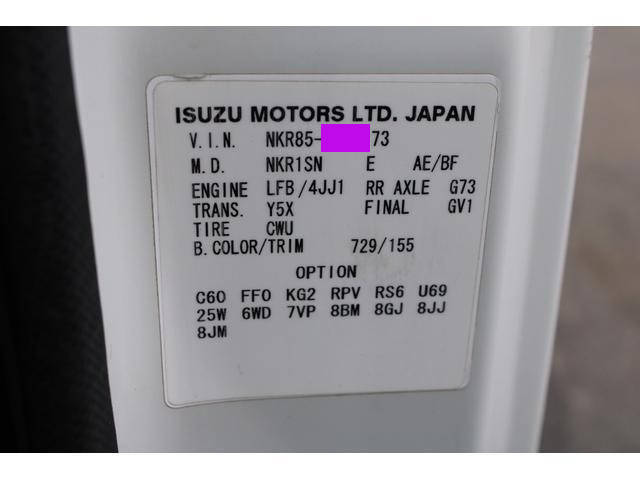 ISUZU MOTORS LTD. JAPAN
V.I.N. NKR85- 73
M.D. NKR1SN E AE/BF
ENGINE LFB/4JJ1 RR AXLE G73
TRANS. Y5X FINAL GV1
TIRE CWU
B.COLOR/TRIM 729/155
OPTION
C60 FF0 KG2 RPV RS6 U69
25W 6WD 7VP 8BM 8GJ 8JJ
8JM